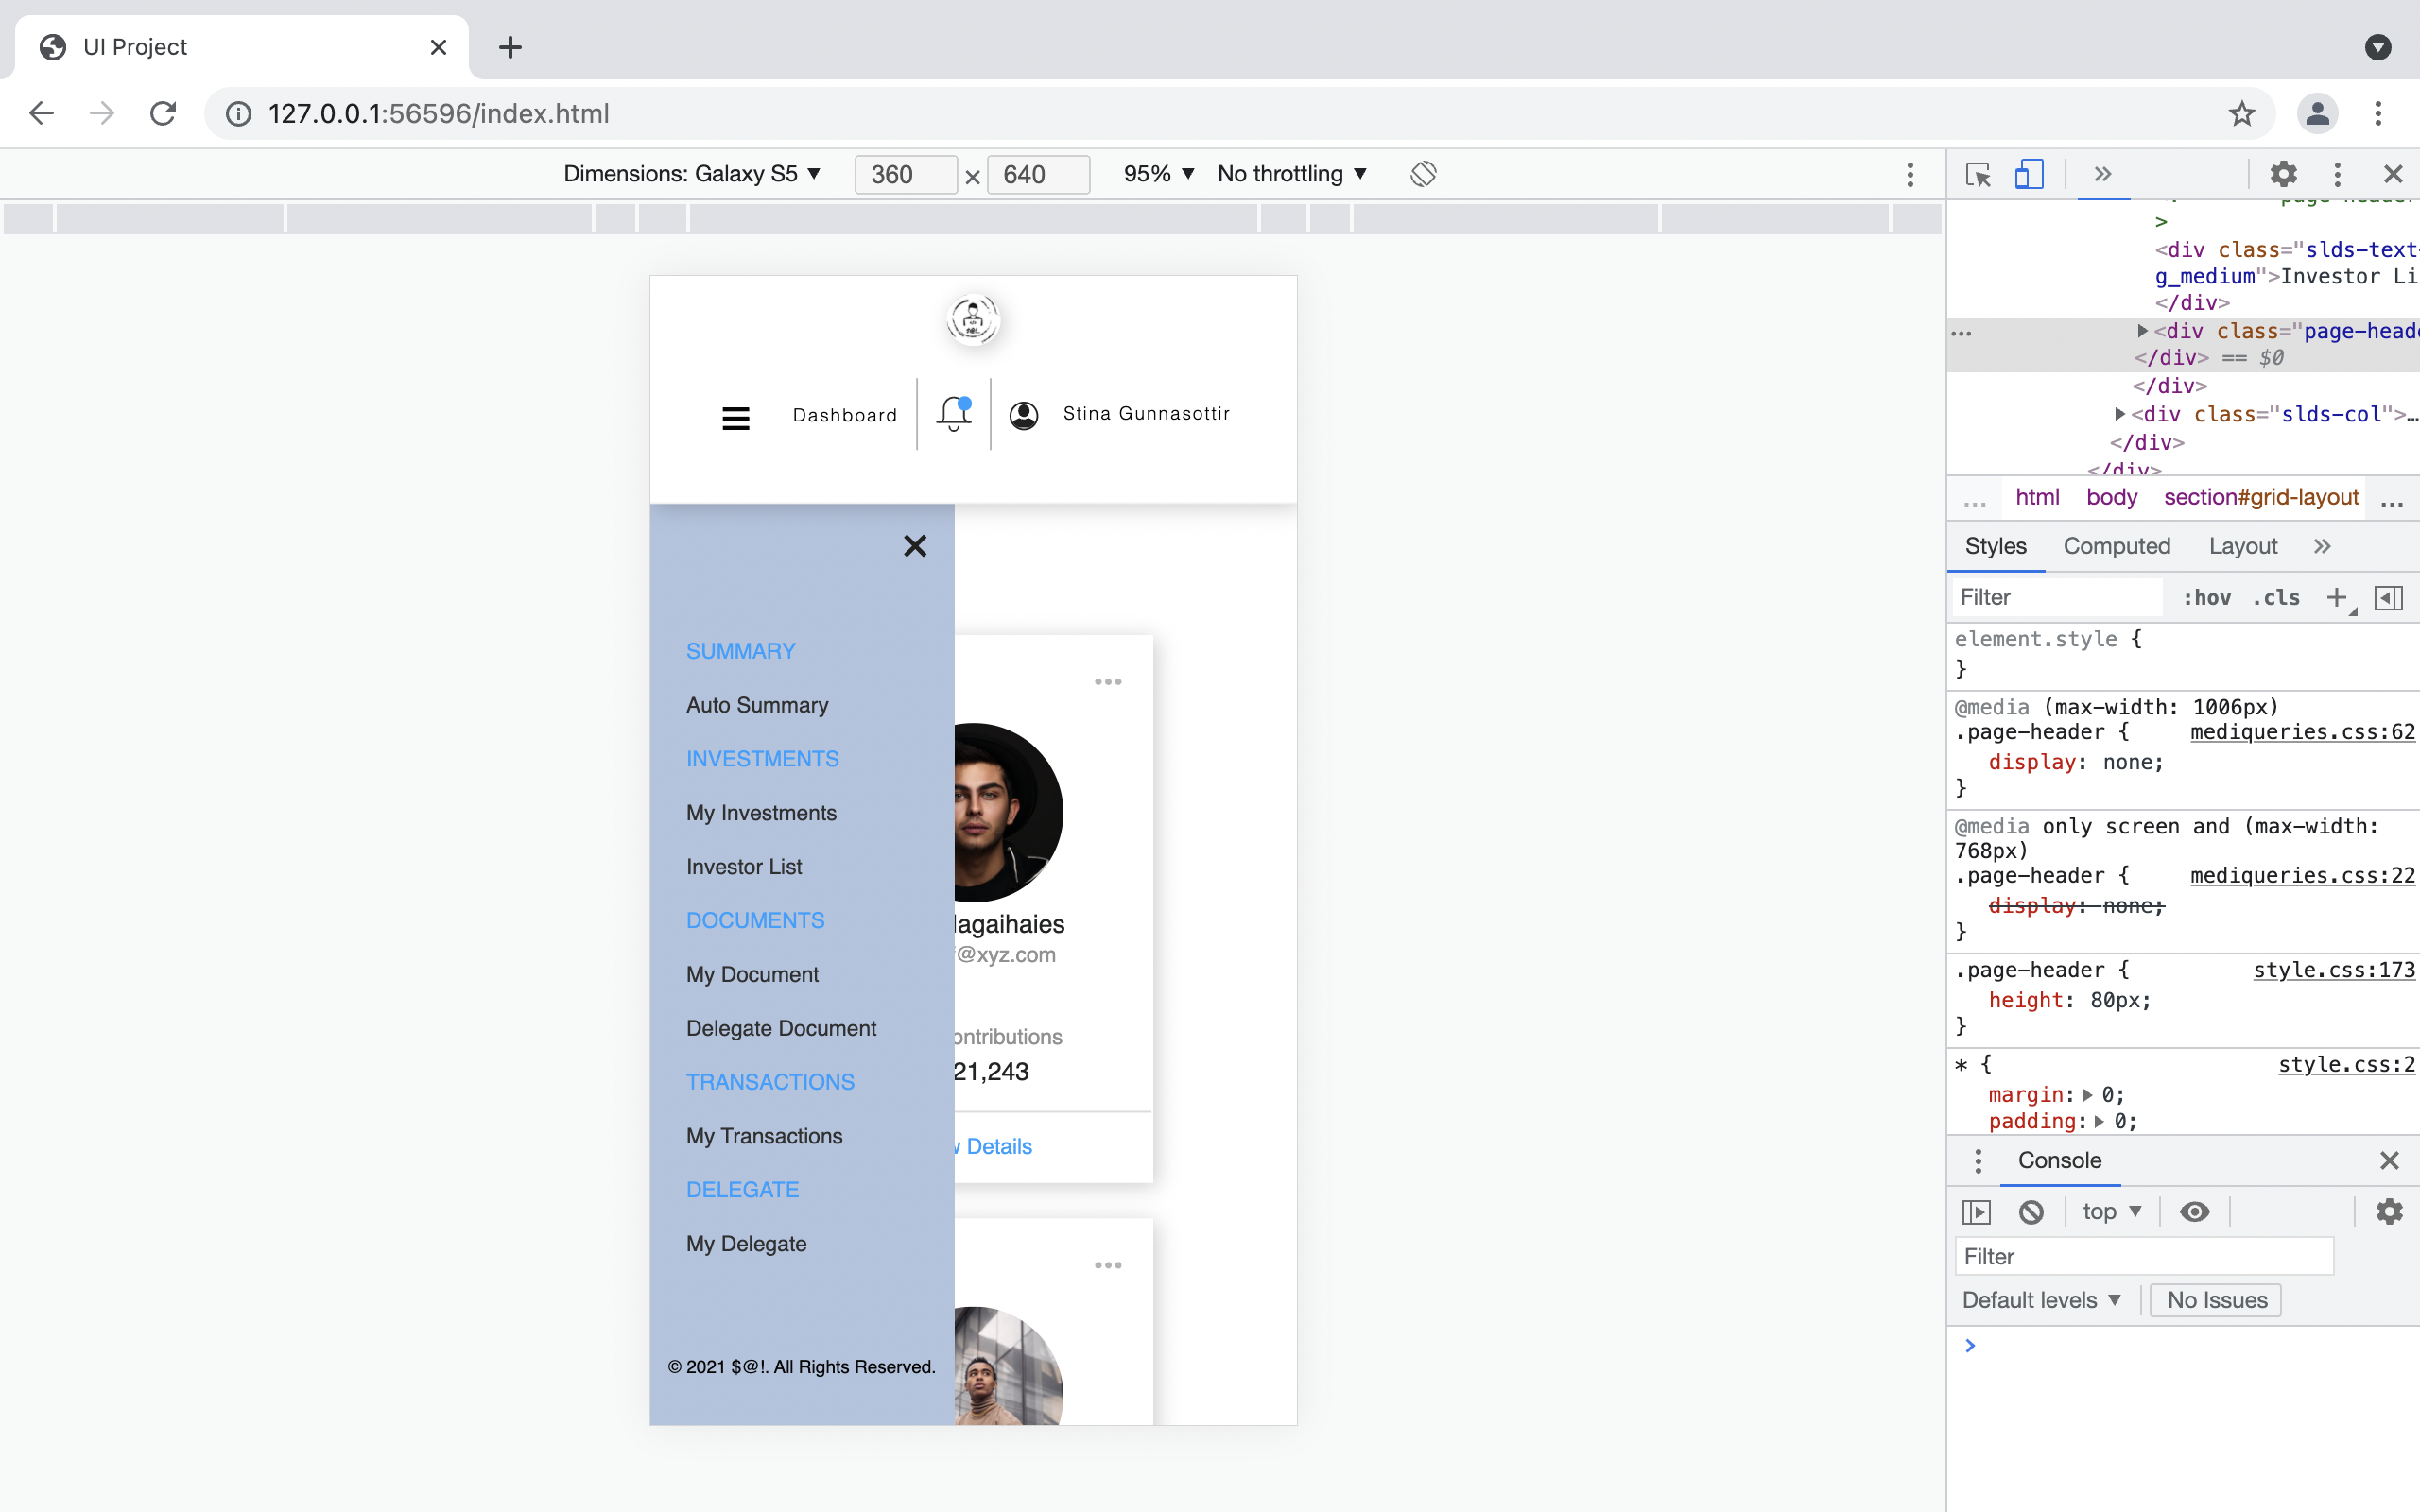 UI Project
127.0.0.1:56596/index.html
Dimensions: Galaxy S5 360 × 640 95% No throttling
Dashboard
Stina Gunnasottir
SUMMARY
Auto Summary
INVESTMENTS
My Investments
Investor List
DOCUMENTS
My Document
Delegate Document
TRANSACTIONS
My Transactions
DELEGATE
My Delegate
© 2021 $@!. All Rights Reserved.
lagaihaies
@xyz.com
ontributions
21,243
Details
page-header
>
<div class="slds-text-
g_medium">Investor Li
</div>
<div class="page-heade
</div> == $0
</div>
<div class="slds-col">…
</div>
</div>
… html body section#grid-layout …
Styles Computed Layout
Filter :hov .cls
element.style {
}
@media (max-width: 1006px)
.page-header { mediqueries.css:62
display: none;
}
@media only screen and (max-width:
768px)
.page-header { mediqueries.css:22
display: none;
}
.page-header { style.css:173
height: 80px;
}
* { style.css:2
margin: 0;
padding: 0;
Console
top
Filter
Default levels No Issues